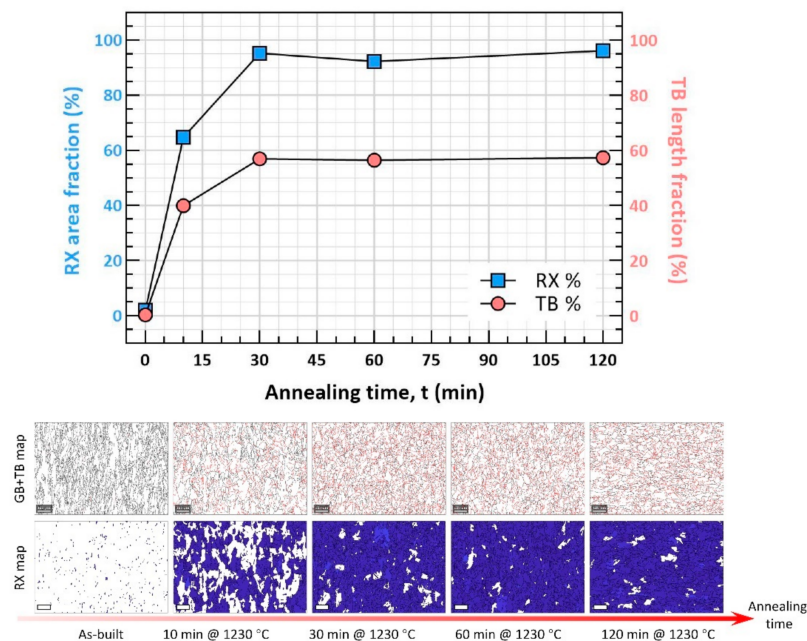 100
80
60
40
20
0
RX area fraction (%)
100
80
60
40
20
0
TB length fraction (%)
RX %
TB %
0 15 30 45 60 75 90 105 120
Annealing time, t (min)
GB+TB map
RX map
Annealing
time
As-built 10 min @ 1230 °C 30 min @ 1230 °C 60 min @ 1230 °C 120 min @ 1230 °C